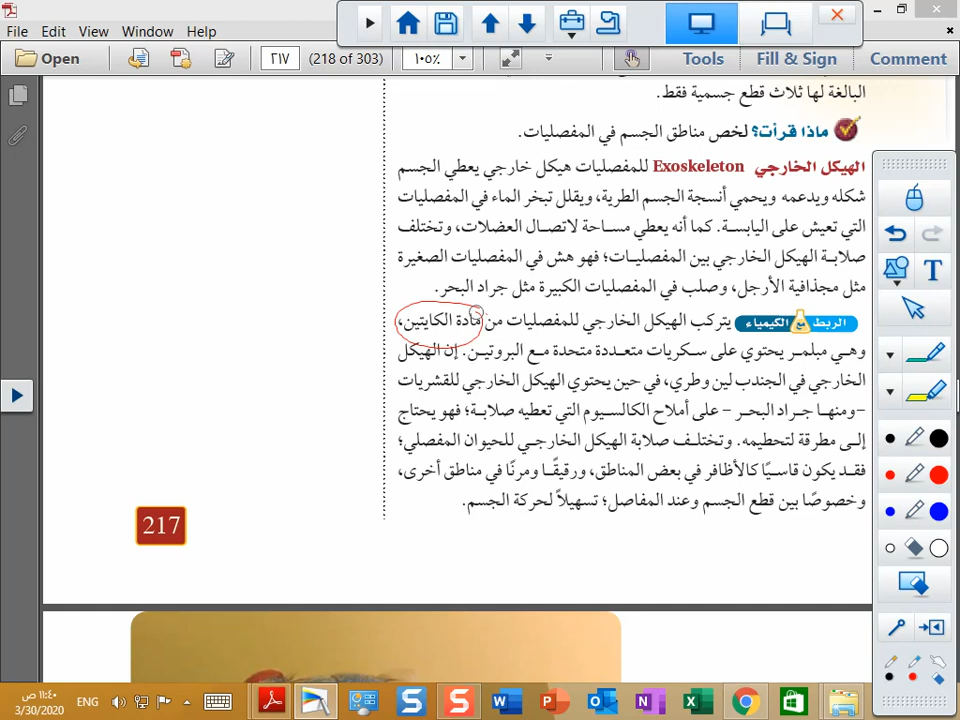 File Edit View Window Help
Open ٢١٧ (218 of 303) ١٠٥٪ Tools Fill & Sign Comment
البالغة لها ثلاث قطع جسمية فقط.
ماذا قرأت؟ لخص مناطق الجسم في المفصليات.
الهيكل الخارجي Exoskeleton للمفصليات هيكل خارجي يعطي الجسم
شكله ويدعمه ويحمي أنسجة الجسم الطرية، ويقلل تبخر الماء في المفصليات
التي تعيش على اليابسة. كما أنه يعطي مساحة لاتصال العضلات، وتختلف
صلابة الهيكل الخارجي بين المفصليات؛ فهو هش في المفصليات الصغيرة
مثل مجذافية الأرجل، وصلب في المفصليات الكبيرة مثل جراد البحر.
الربط مع الكيمياء يتركب الهيكل الخارجي للمفصليات من مادة الكايتين،
وهي مبلمر يحتوي على سكريات متعددة متحدة مع البروتين. إن الهيكل
الخارجي في الجندب لين وطري، في حين يحتوي الهيكل الخارجي للقشريات
-ومنها جراد البحر - على أملاح الكالسيوم التي تعطيه صلابة؛ فهو يحتاج
إلى مطرقة لتحطيمه. وتختلف صلابة الهيكل الخارجي للحيوان المفصلي؛
فقد يكون قاسيًا كالأظافر في بعض المناطق، ورقيقًا ومرنًا في مناطق أخرى،
وخصوصًا بين قطع الجسم وعند المفاصل؛ تسهيلاً لحركة الجسم.
217
ENG ١١:٤٠ ص
3/30/2020